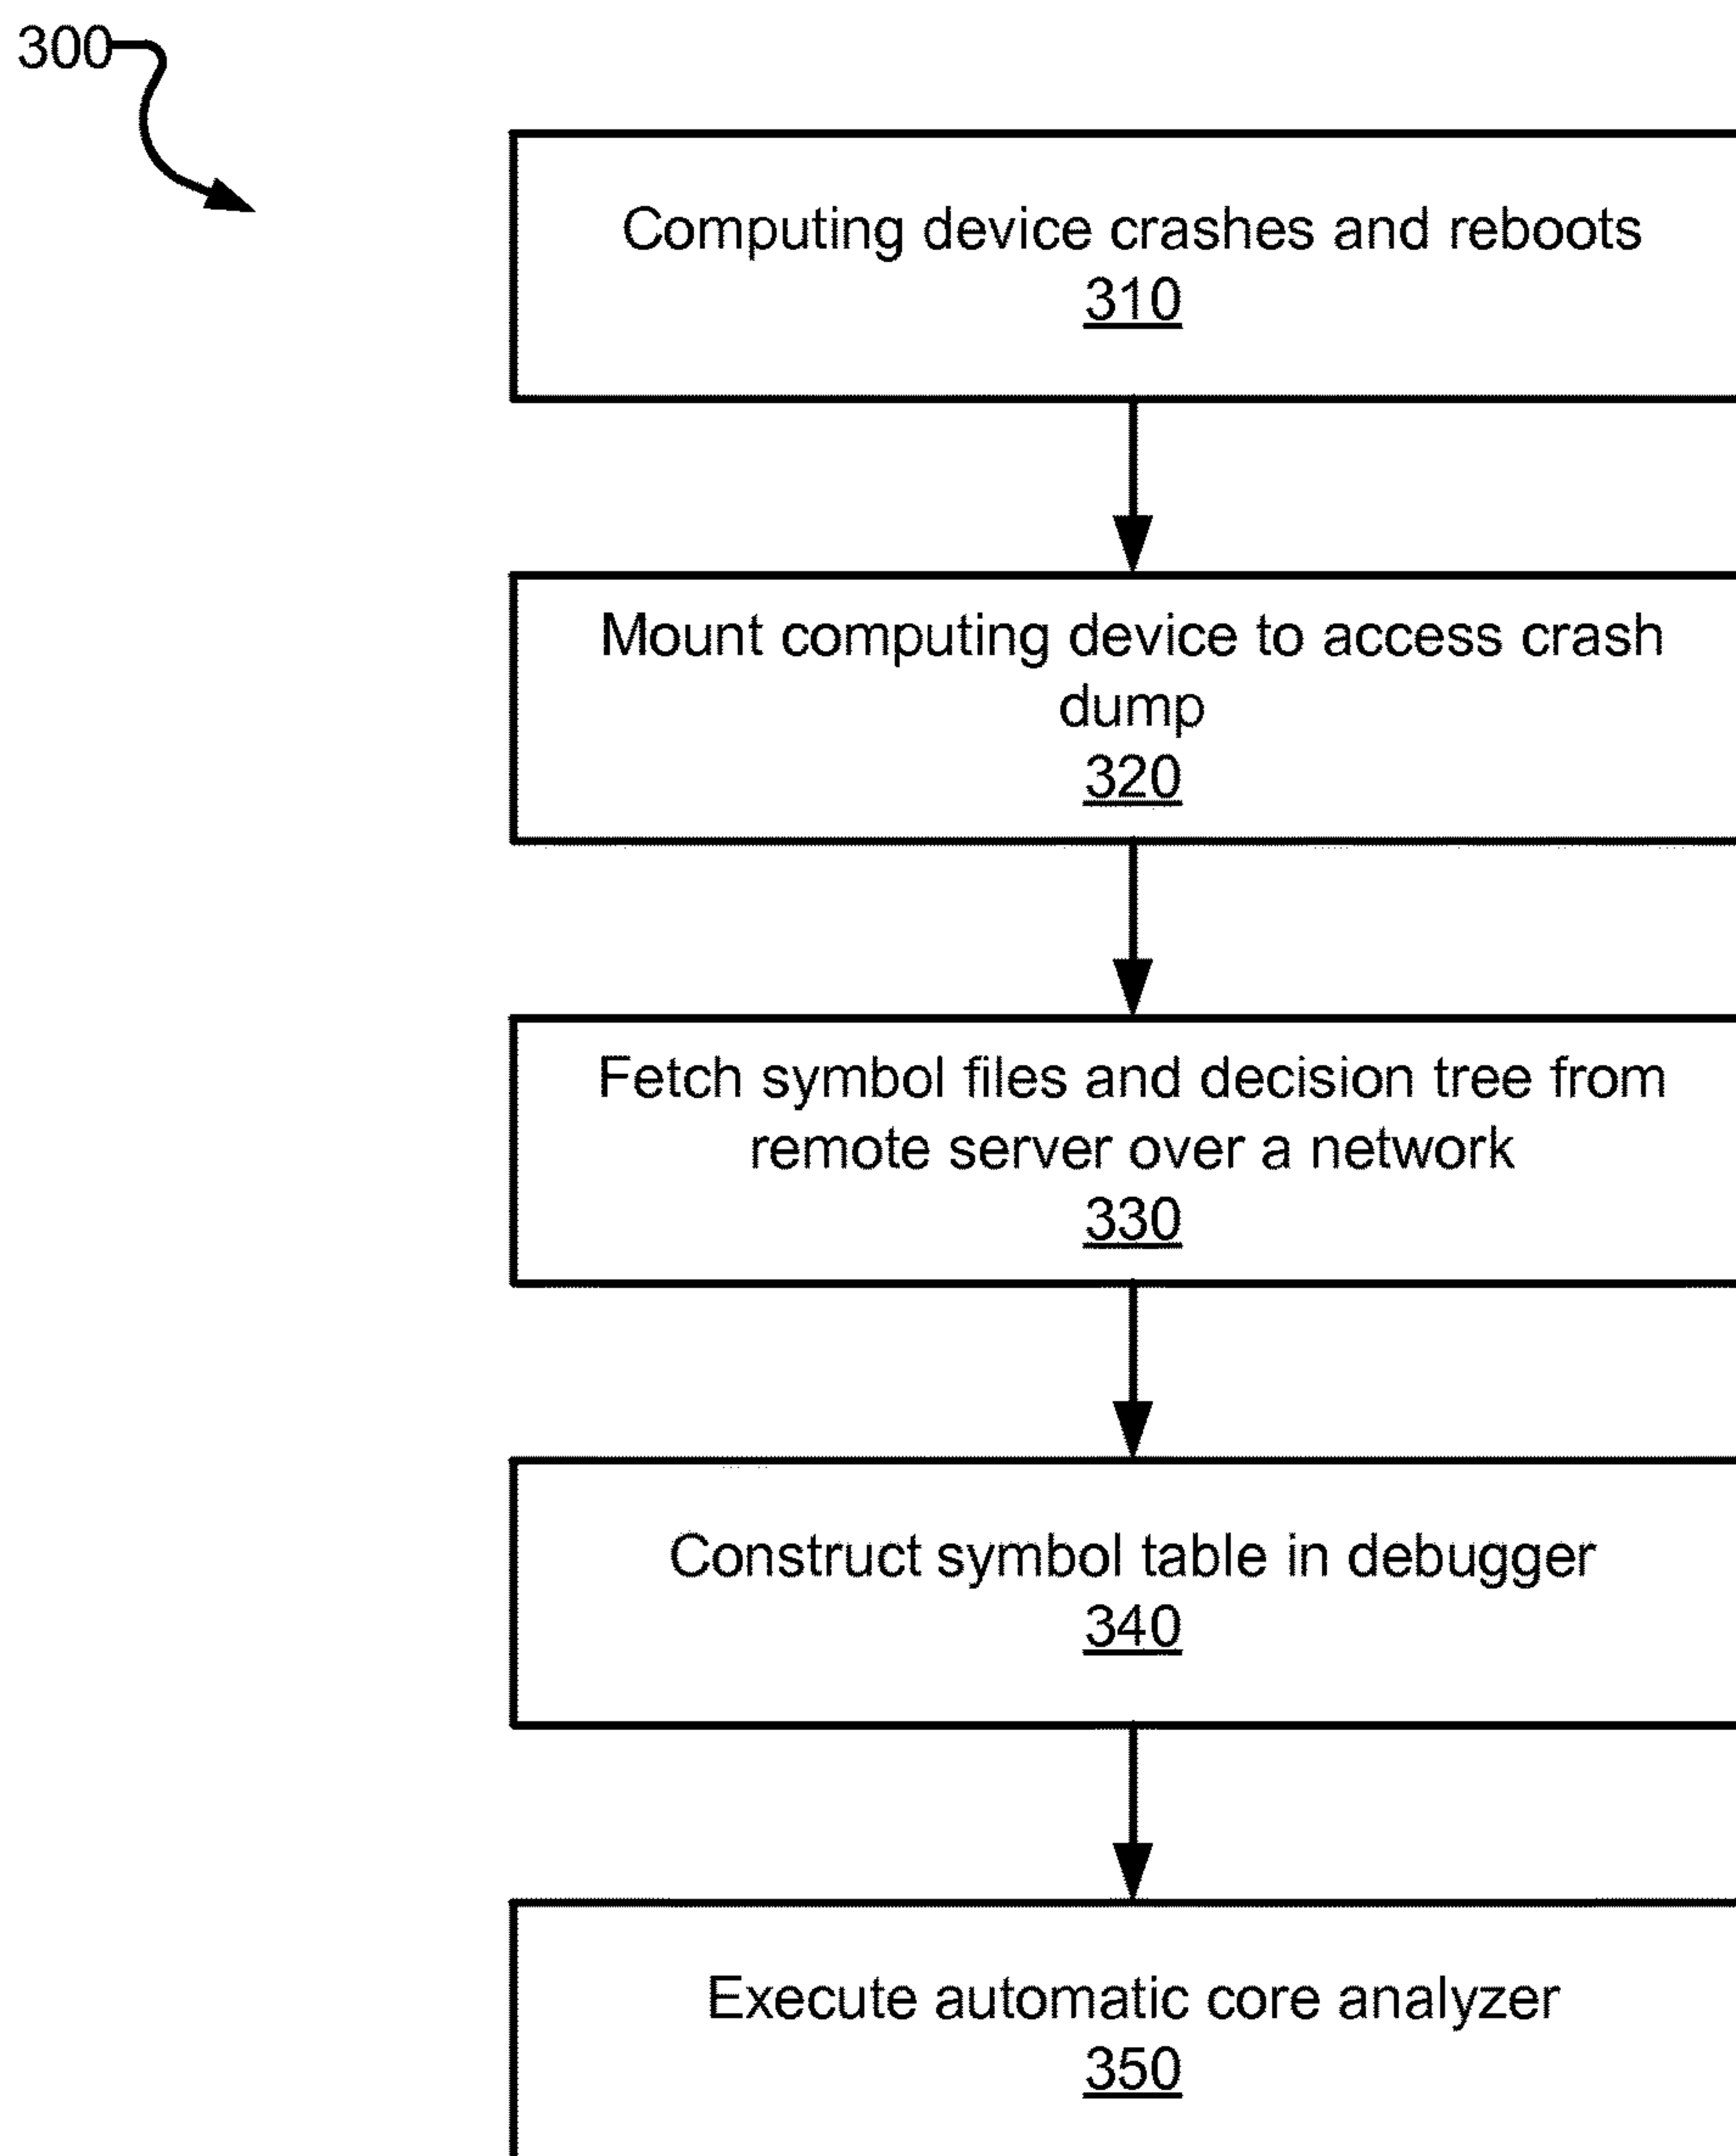 300
Computing device crashes and reboots
310
Mount computing device to access crash
dump
320
Fetch symbol files and decision tree from
remote server over a network
330
Construct symbol table in debugger
340
Execute automatic core analyzer
350